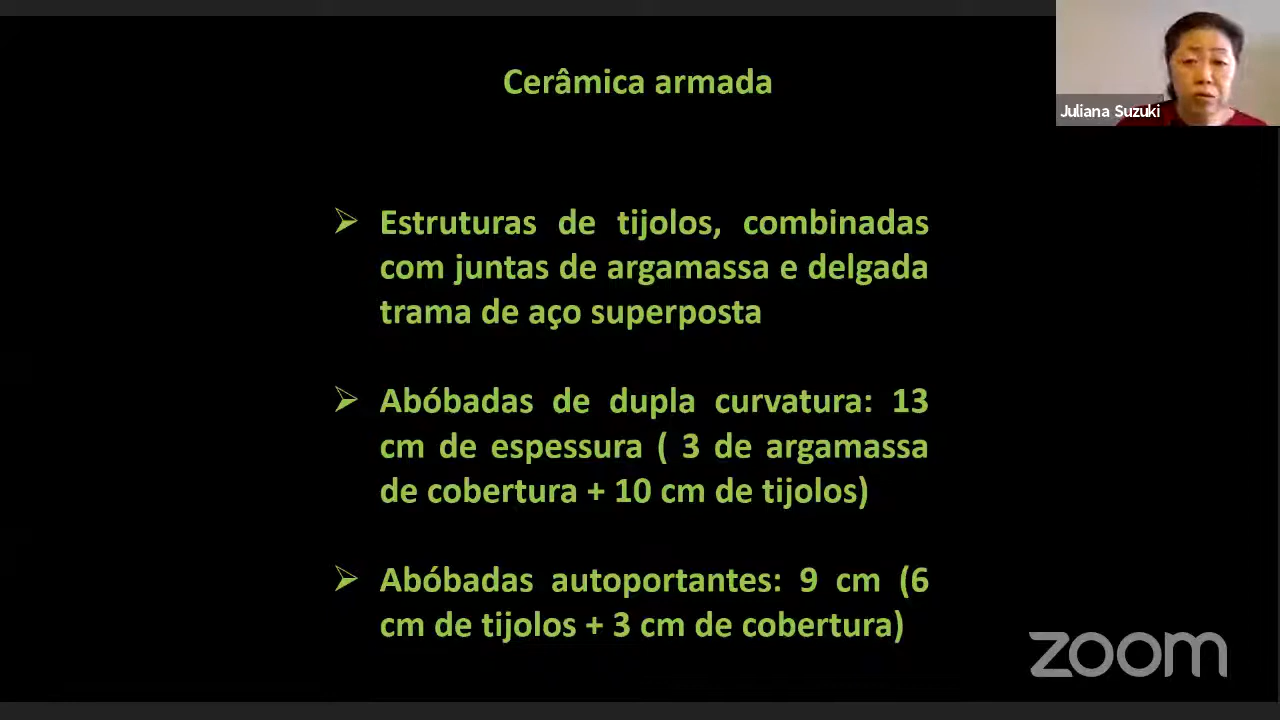 Cerâmica armada
Juliana Suzuki
➢ Estruturas de tijolos, combinadas
com juntas de argamassa e delgada
trama de aço superposta
➢ Abóbadas de dupla curvatura: 13
cm de espessura ( 3 de argamassa
de cobertura + 10 cm de tijolos)
➢ Abóbadas autoportantes: 9 cm (6
cm de tijolos + 3 cm de cobertura)
zoom